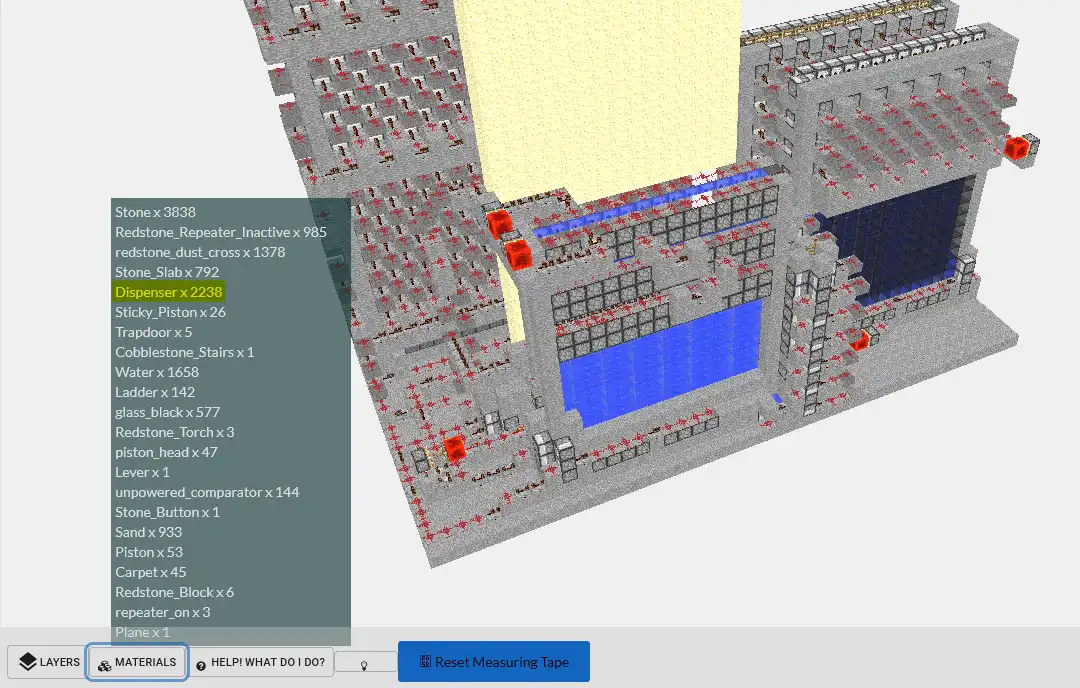 Stone x 3838
Redstone_Repeater_Inactive x 985
redstone_dust_cross x 1378
Stone_Slab x 792
Dispenser x 2238
Sticky_Piston x 26
Trapdoor x 5
Cobblestone_Stairs x 1
Water x 1658
Ladder x 142
glass_black x 577
Redstone_Torch x 3
piston_head x 47
Lever x 1
unpowered_comparator x 144
Stone_Button x 1
Sand x 933
Piston x 53
Carpet x 45
Redstone_Block x 6
repeater_on x 3
Plane x 1
LAYERS MATERIALS HELP! WHAT DO I DO? Reset Measuring Tape